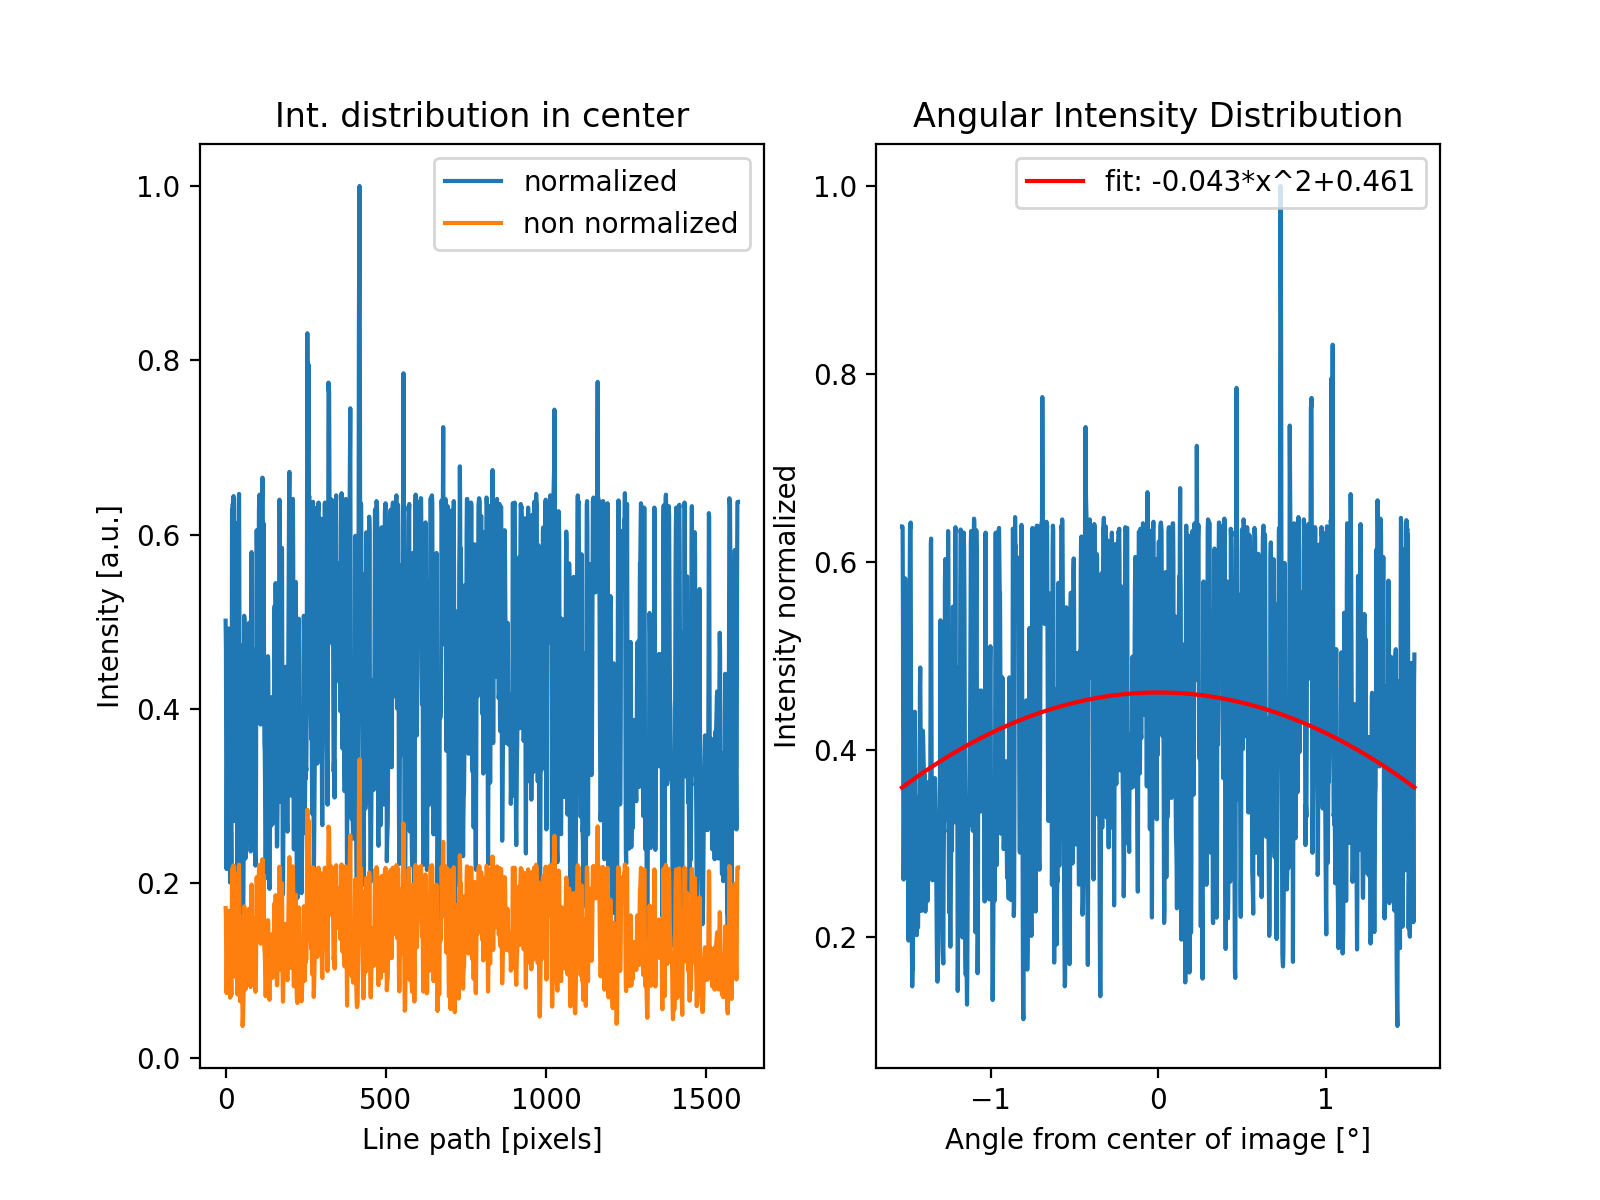 Int. distribution in center
normalized
non normalized
1.0
0.8
0.6
0.4
0.2
0.0
Intensity [a.u.]
0
500
1000
1500
Line path [pixels]
Angular Intensity Distribution
fit: -0.043*x^2+0.461
1.0
0.8
0.6
0.4
0.2
Intensity normalized
−1
0
1
Angle from center of image [°]